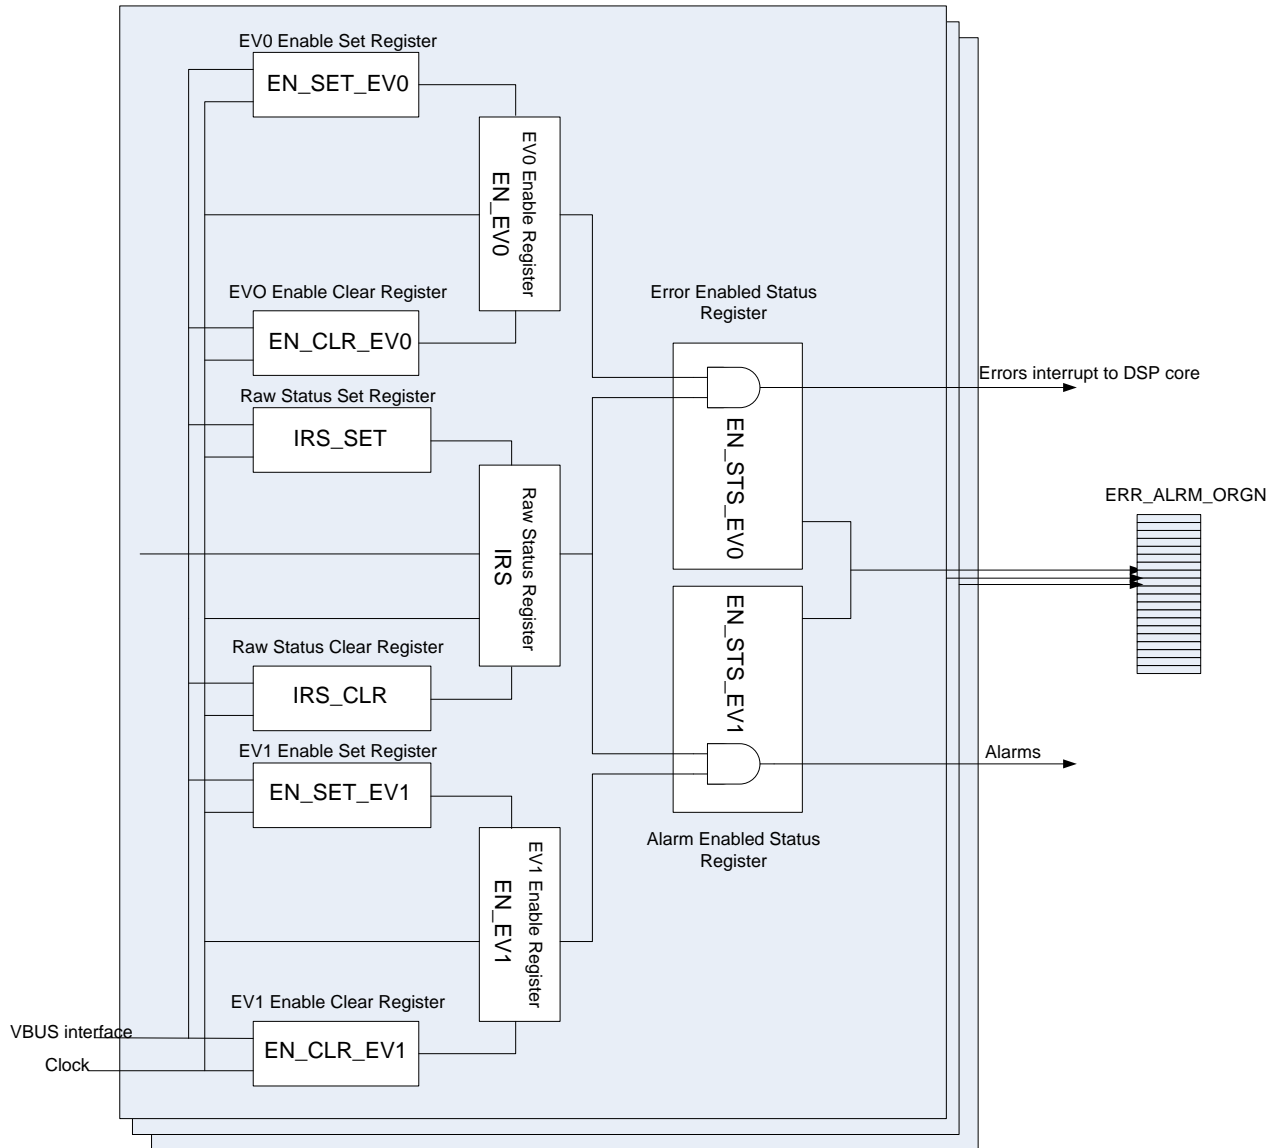 EV0 Enable Set Register
EN_SET_EV0
EV0 Enable Register
EN_EV0
EVO Enable Clear Register
EN_CLR_EV0
Error Enabled Status
Register
EN_STS_EV0
Errors interrupt to DSP core
Raw Status Set Register
IRS_SET
Raw Status Register
IRS
ERR_ALRM_ORGN
Raw Status Clear Register
IRS_CLR
EN_STS_EV1
Alarms
EV1 Enable Set Register
EN_SET_EV1
Alarm Enabled Status
Register
EV1 Enable Register
EN_EV1
EV1 Enable Clear Register
EN_CLR_EV1
VBUS interface
Clock